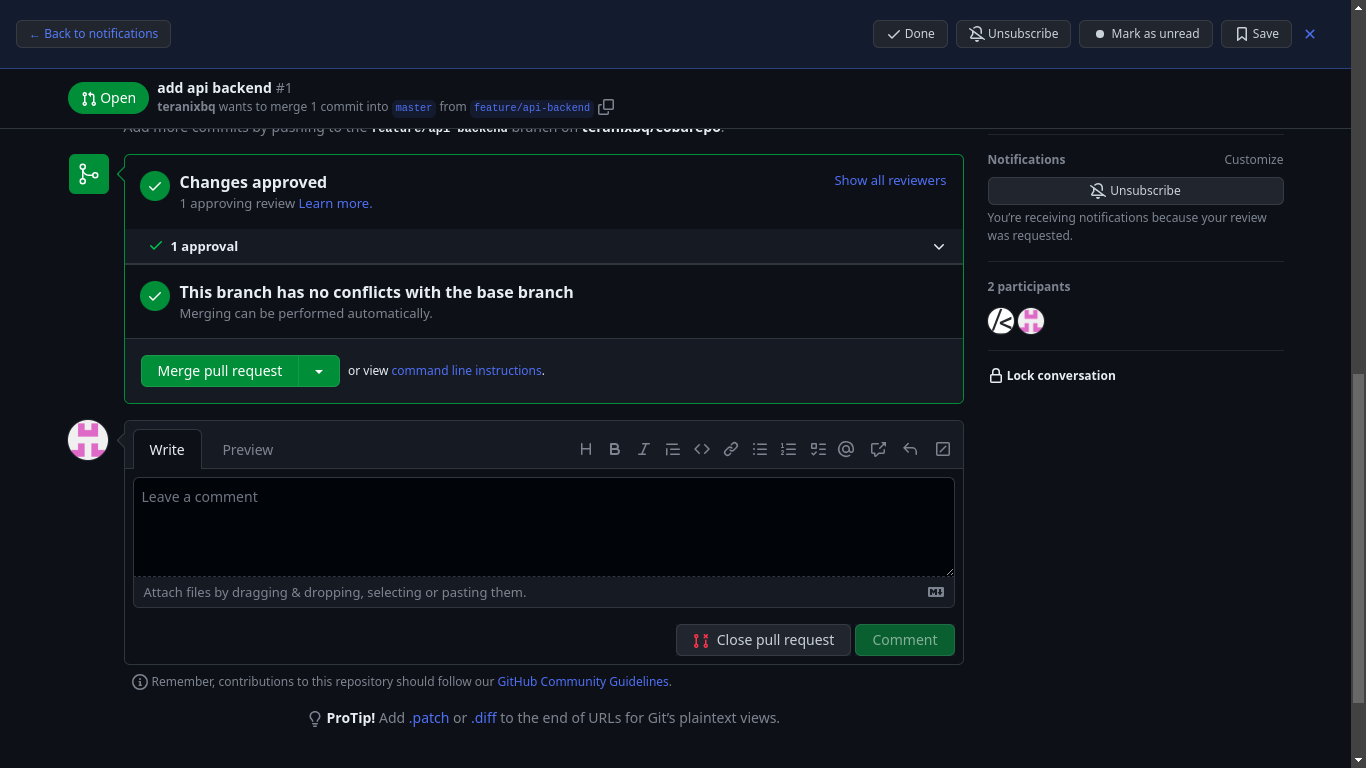 ← Back to notifications
Done
Unsubscribe
Mark as unread
Save
Open
add api backend #1
teranixbq wants to merge 1 commit into master from feature/api-backend
Add more commits by pushing to the feature/api-backend branch on teranixbq/cobarepo.
Changes approved
Show all reviewers
1 approving review Learn more.
1 approval
This branch has no conflicts with the base branch
Merging can be performed automatically.
Merge pull request
or view command line instructions.
Notifications
Customize
Unsubscribe
You’re receiving notifications because your review
was requested.
2 participants
Lock conversation
Write
Preview
Leave a comment
Attach files by dragging & dropping, selecting or pasting them.
Close pull request
Comment
Remember, contributions to this repository should follow our GitHub Community Guidelines.
ProTip! Add .patch or .diff to the end of URLs for Git’s plaintext views.